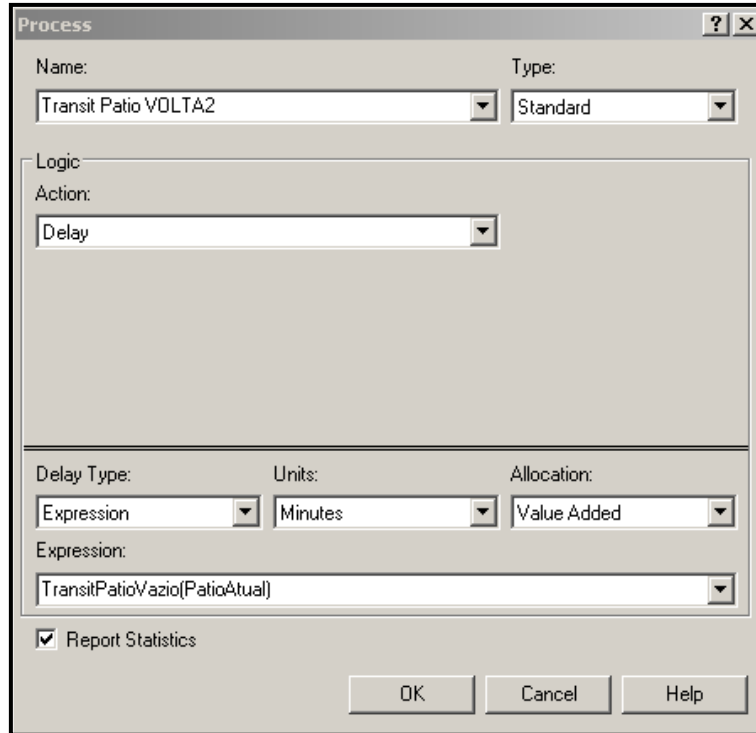 Process
Name: Type:
Transit Patio VOLTA2 Standard
Logic
Action:
Delay
Delay Type: Units: Allocation:
Expression Minutes Value Added
Expression:
TransitPatioVazio(PatioAtual)
Report Statistics
OK Cancel Help